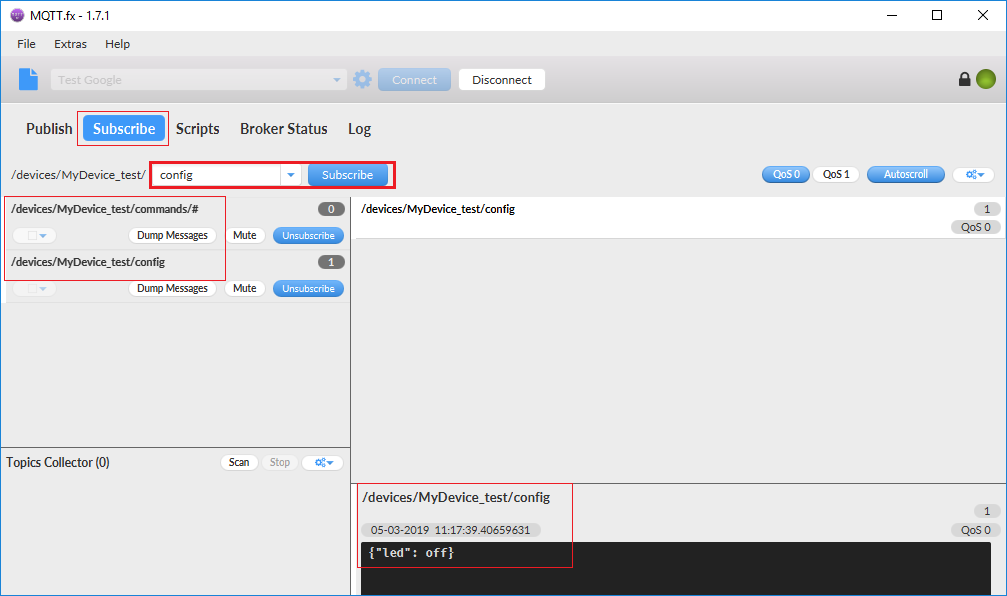 MQTT.fx - 1.7.1
File Extras Help
Test Google Connect Disconnect
Publish Subscribe Scripts Broker Status Log
/devices/MyDevice_test/ config Subscribe QoS 0 QoS 1 Autoscroll
/devices/MyDevice_test/commands/# 0
Dump Messages Mute Unsubscribe
/devices/MyDevice_test/config 1
Dump Messages Mute Unsubscribe
/devices/MyDevice_test/config 1
QoS 0
Topics Collector (0) Scan Stop
/devices/MyDevice_test/config
1
05-03-2019 11:17:39.40659631 QoS 0
{"led": off}